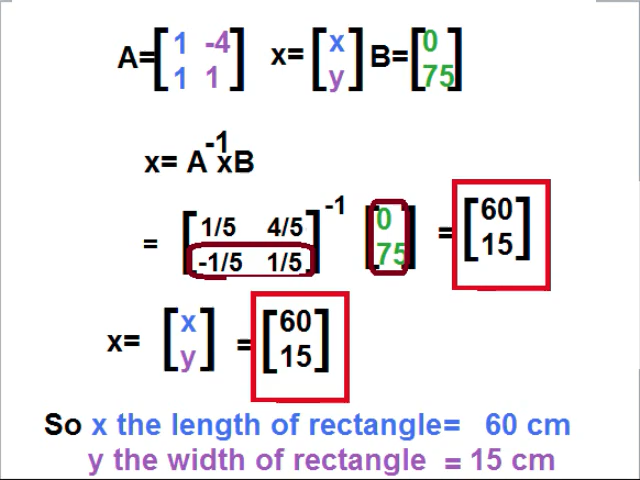 A= [ 1 -4 x= [ x ] B= [ 0
1 1 ] y 75 ]
x= A -1 xB
= [ 1/5 4/5 ] -1 [ 0 ] = [ 60 ]
-1/5 1/5 75 15
x= [ x ] = [ 60 ]
y 15
So x the length of rectangle= 60 cm
y the width of rectangle = 15 cm